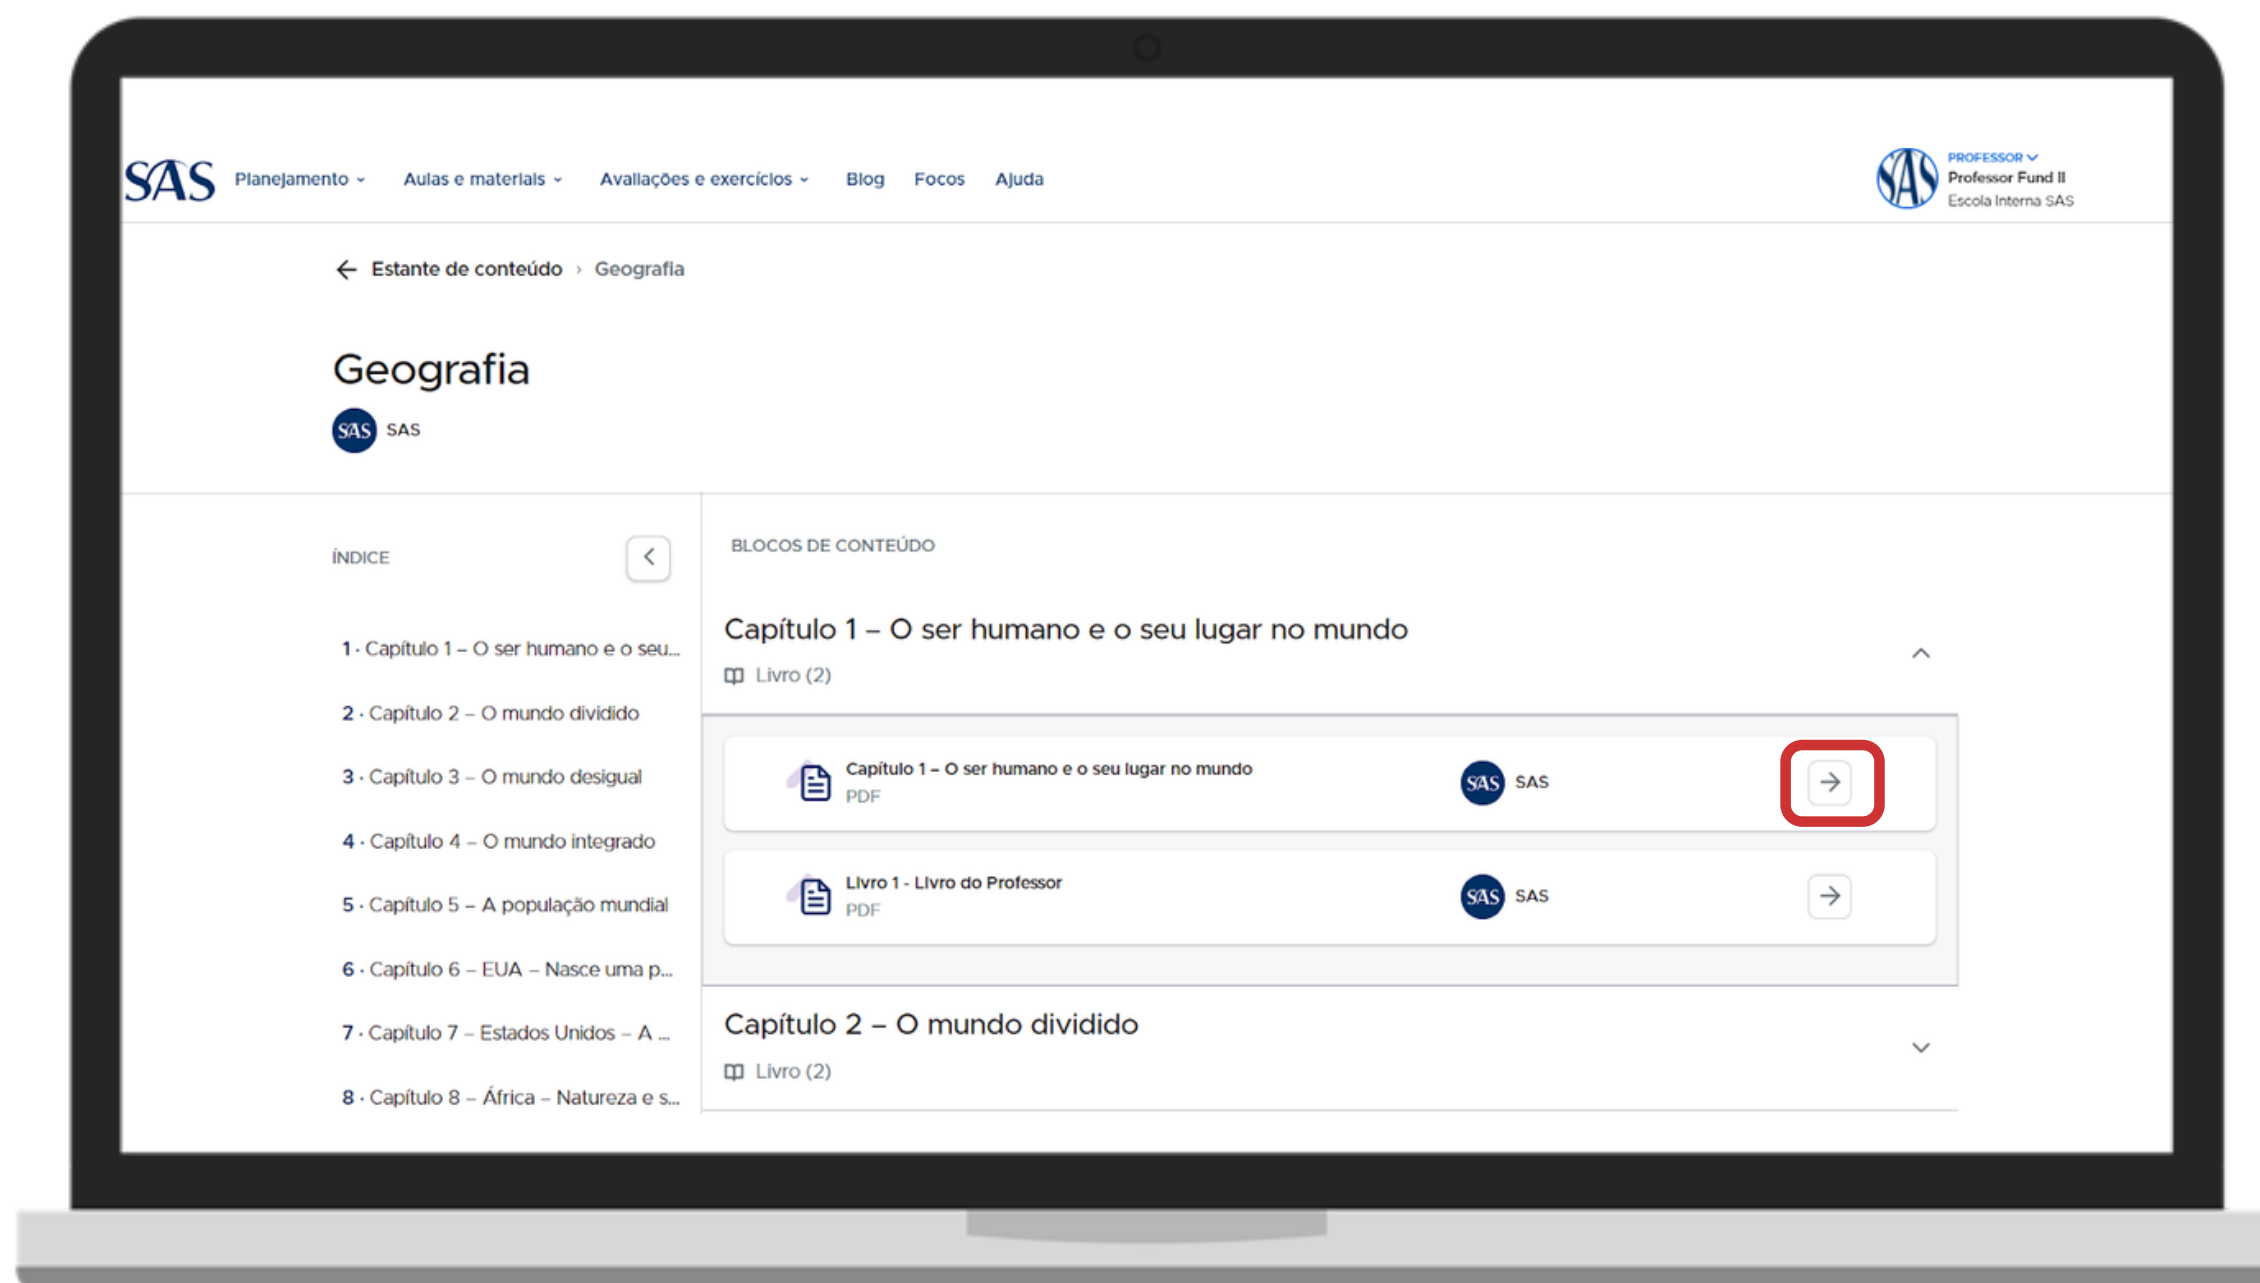 SAS
Planejamento
Aulas e materiais
Avaliações e exercícios
Blog
Focos
Ajuda
SAS
PROFESSOR
Professor Fund II
Escola Interna SAS
Estante de conteúdo › Geografia
Geografia
SAS SAS
ÍNDICE
1 · Capítulo 1 – O ser humano e o seu...
2 · Capítulo 2 – O mundo dividido
3 · Capítulo 3 – O mundo desigual
4 · Capítulo 4 – O mundo integrado
5 · Capítulo 5 – A população mundial
6 · Capítulo 6 – EUA – Nasce uma p...
7 · Capítulo 7 – Estados Unidos – A ...
8 · Capítulo 8 – África – Natureza e s...
BLOCOS DE CONTEÚDO
Capítulo 1 – O ser humano e o seu lugar no mundo
Livro (2)
Capítulo 1 – O ser humano e o seu lugar no mundo
PDF
SAS SAS
Livro 1 - Livro do Professor
PDF
SAS SAS
Capítulo 2 – O mundo dividido
Livro (2)